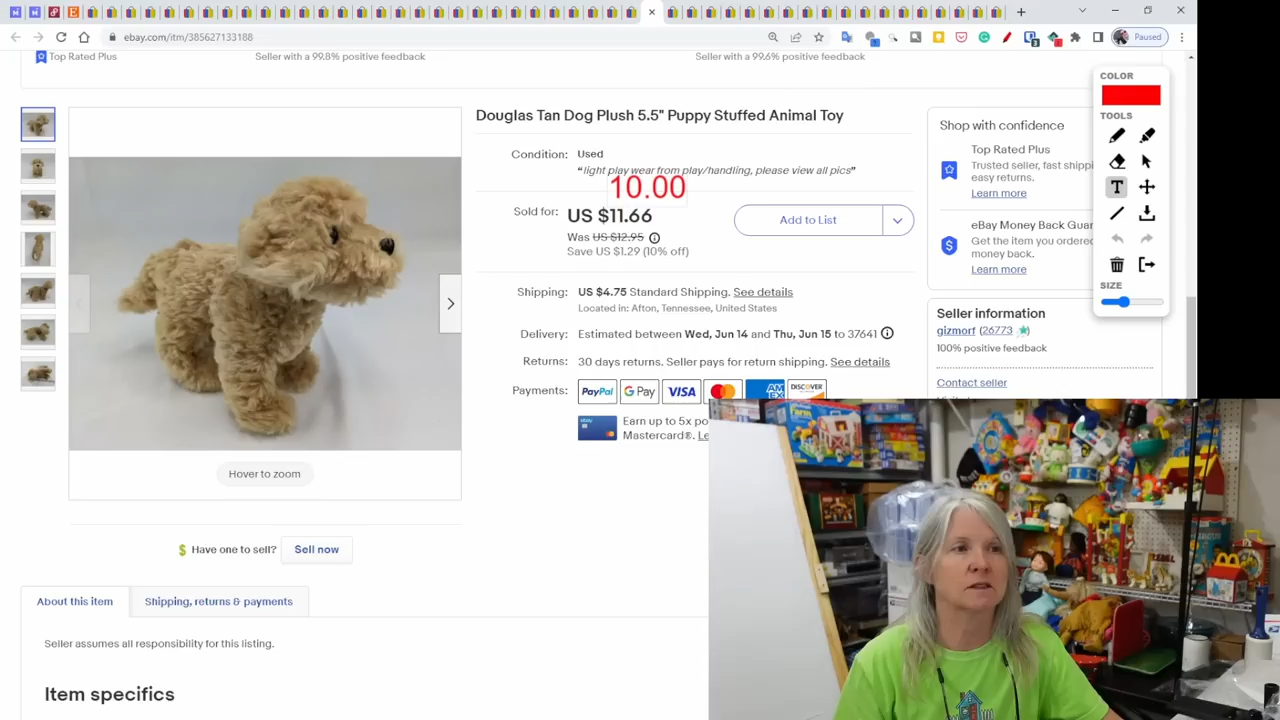 ebay.com/itm/385627133188
Paused
Top Rated Plus
Seller with a 99.8% positive feedback
Seller with a 99.6% positive feedback
COLOR
TOOLS
T
SIZE
Douglas Tan Dog Plush 5.5" Puppy Stuffed Animal Toy
Condition:
Used
“light play wear from play/handling, please view all pics”
10.00
Sold for:
US $11.66
Was US $12.95
Save US $1.29 (10% off)
Add to List
Shipping:
US $4.75 Standard Shipping. See details
Located in: Afton, Tennessee, United States
Delivery:
Estimated between Wed, Jun 14 and Thu, Jun 15 to 37641
Returns:
30 days returns. Seller pays for return shipping. See details
Payments:
PayPal
G Pay
VISA
AM
EX
DISCOVER
Earn up to 5x po
Mastercard®. Le
Shop with confidence
Top Rated Plus
Trusted seller, fast shippi
easy returns.
Learn more
eBay Money Back Guar
Get the item you ordered
money back.
Learn more
Seller information
gizmorf (26773
)
100% positive feedback
Contact seller
Hover to zoom
Have one to sell?
Sell now
About this item
Shipping, returns & payments
Seller assumes all responsibility for this listing.
Item specifics